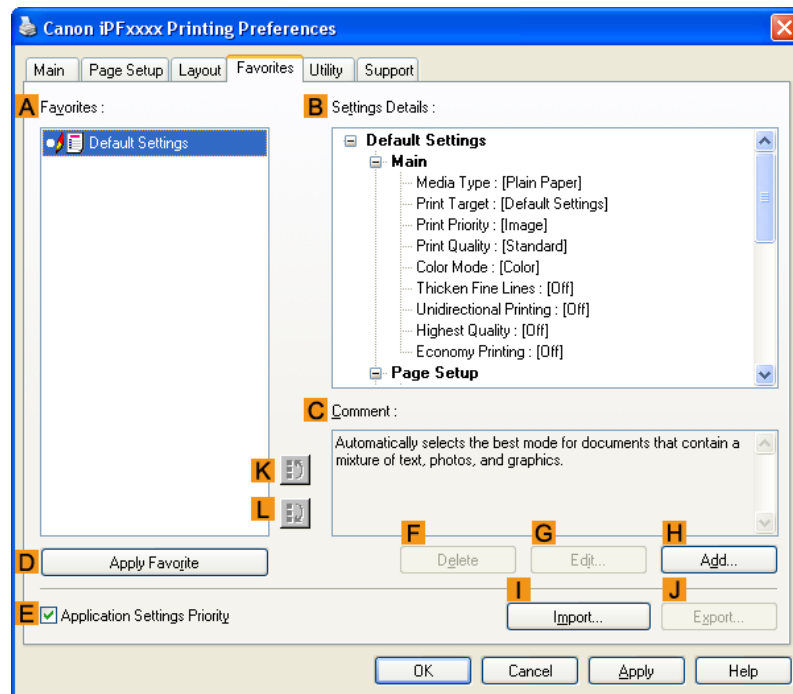 Canon iPFxxxx Printing Preferences
Main Page Setup Layout Favorites Utility Support
A Favorites :
Default Settings
B Settings Details :
Default Settings
Main
Media Type : [Plain Paper]
Print Target : [Default Settings]
Print Priority : [Image]
Print Quality : [Standard]
Color Mode : [Color]
Thicken Fine Lines : [Off]
Unidirectional Printing : [Off]
Highest Quality : [Off]
Economy Printing : [Off]
Page Setup
C Comment :
Automatically selects the best mode for documents that contain a
mixture of text, photos, and graphics.
K
L
D Apply Favorite
F Delete
G Edit...
H Add...
E Application Settings Priority
I Import...
J Export...
OK Cancel Apply Help